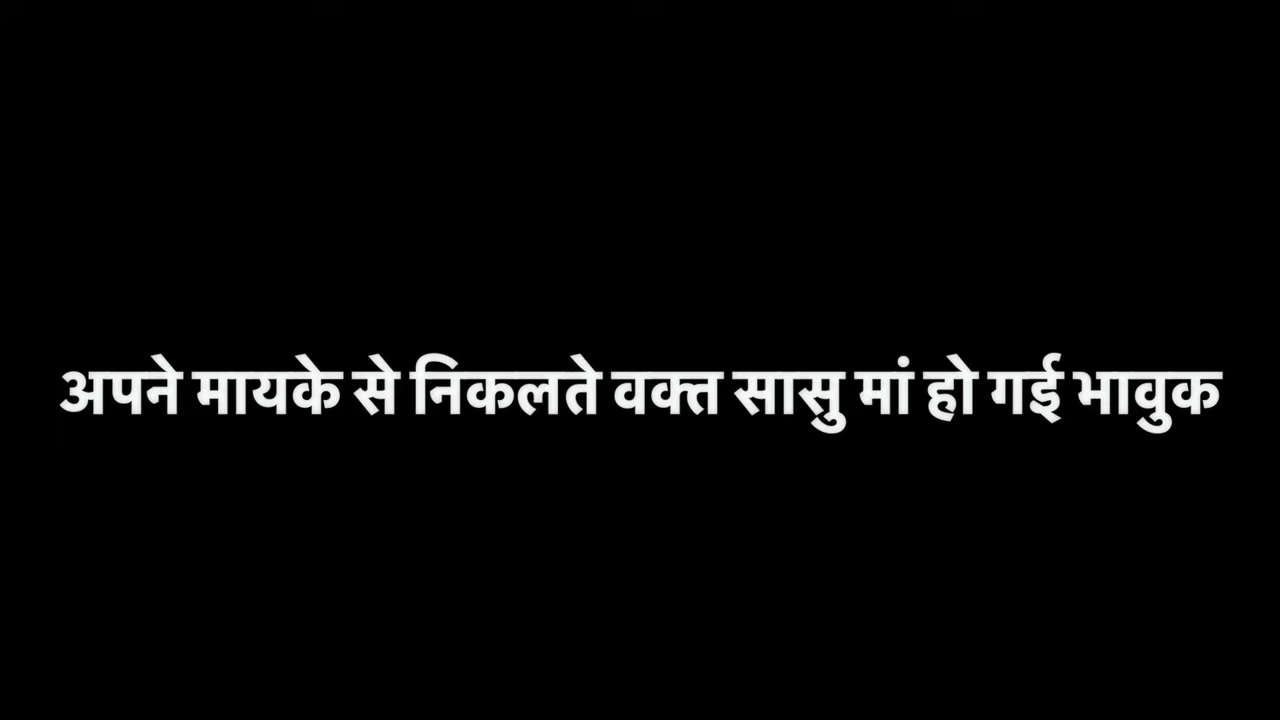 अपने मायके से निकलते वक्त सासु मां हो गई भावुक